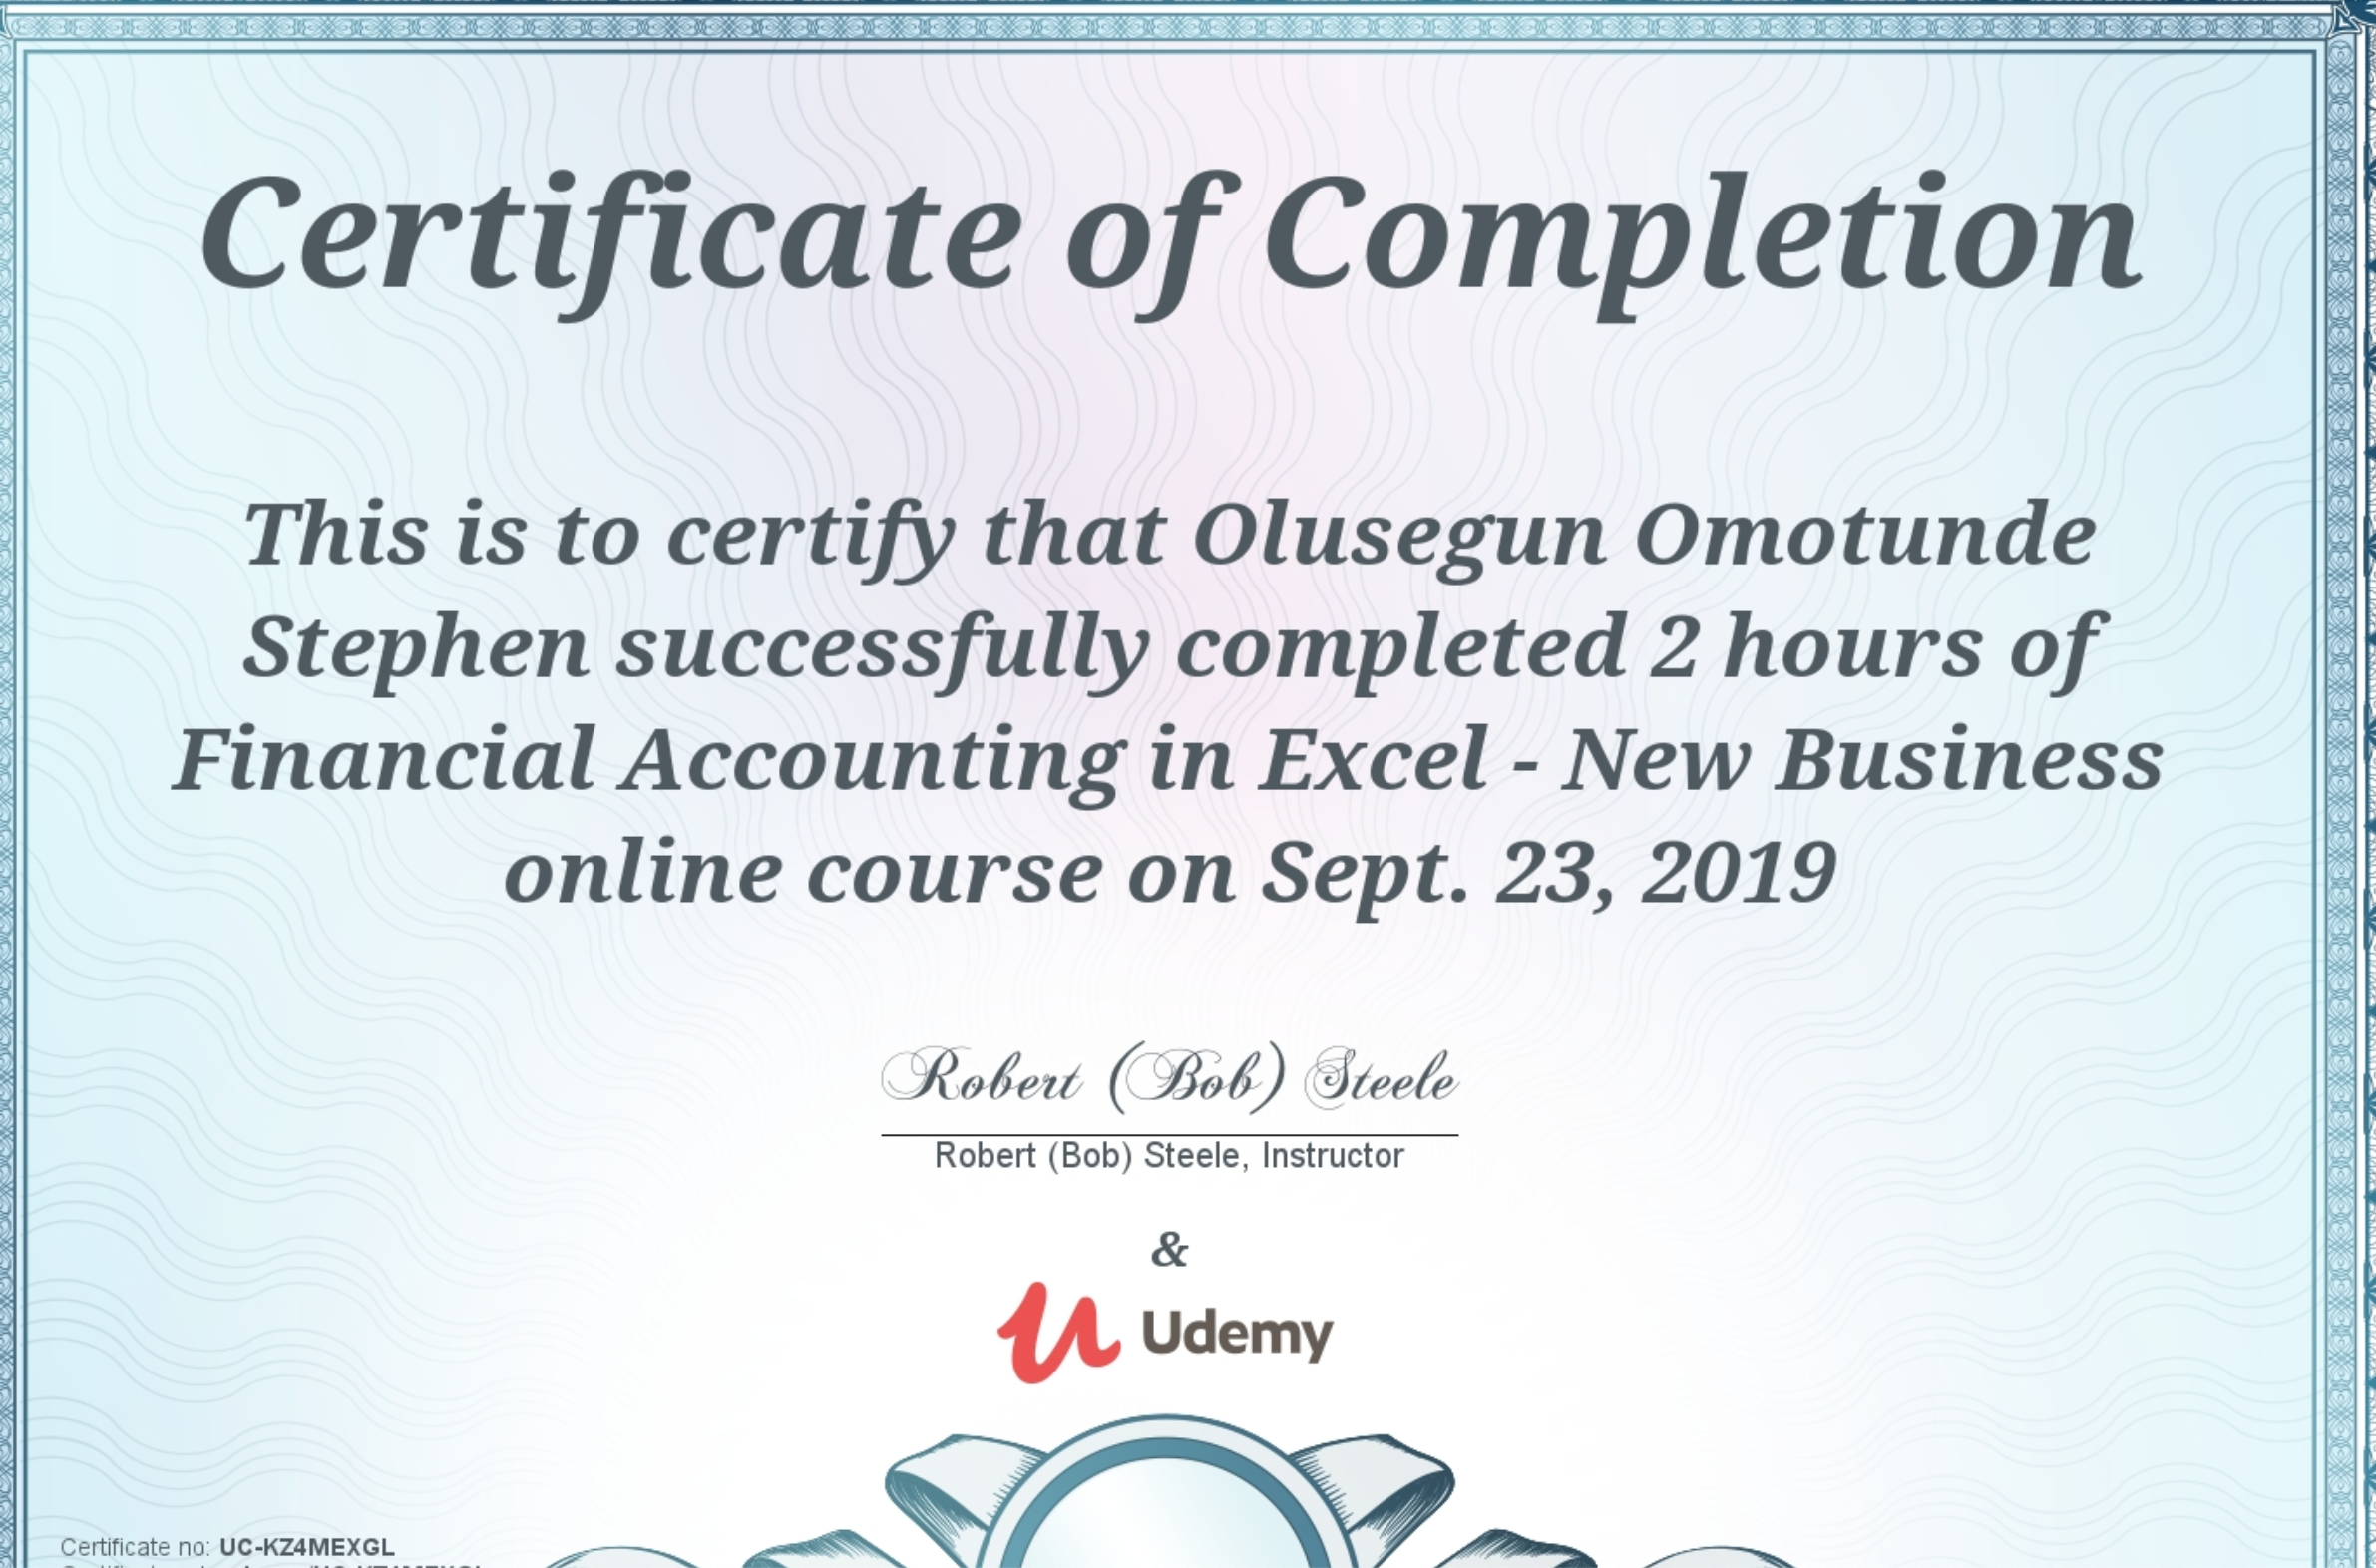 Certificate of Completion
This is to certify that Olusegun Omotunde
Stephen successfully completed 2 hours of
Financial Accounting in Excel - New Business
online course on Sept. 23, 2019
Robert (Bob) Steele
Robert (Bob) Steele, Instructor
&
Udemy
Certificate no: UC-KZ4MEXGL